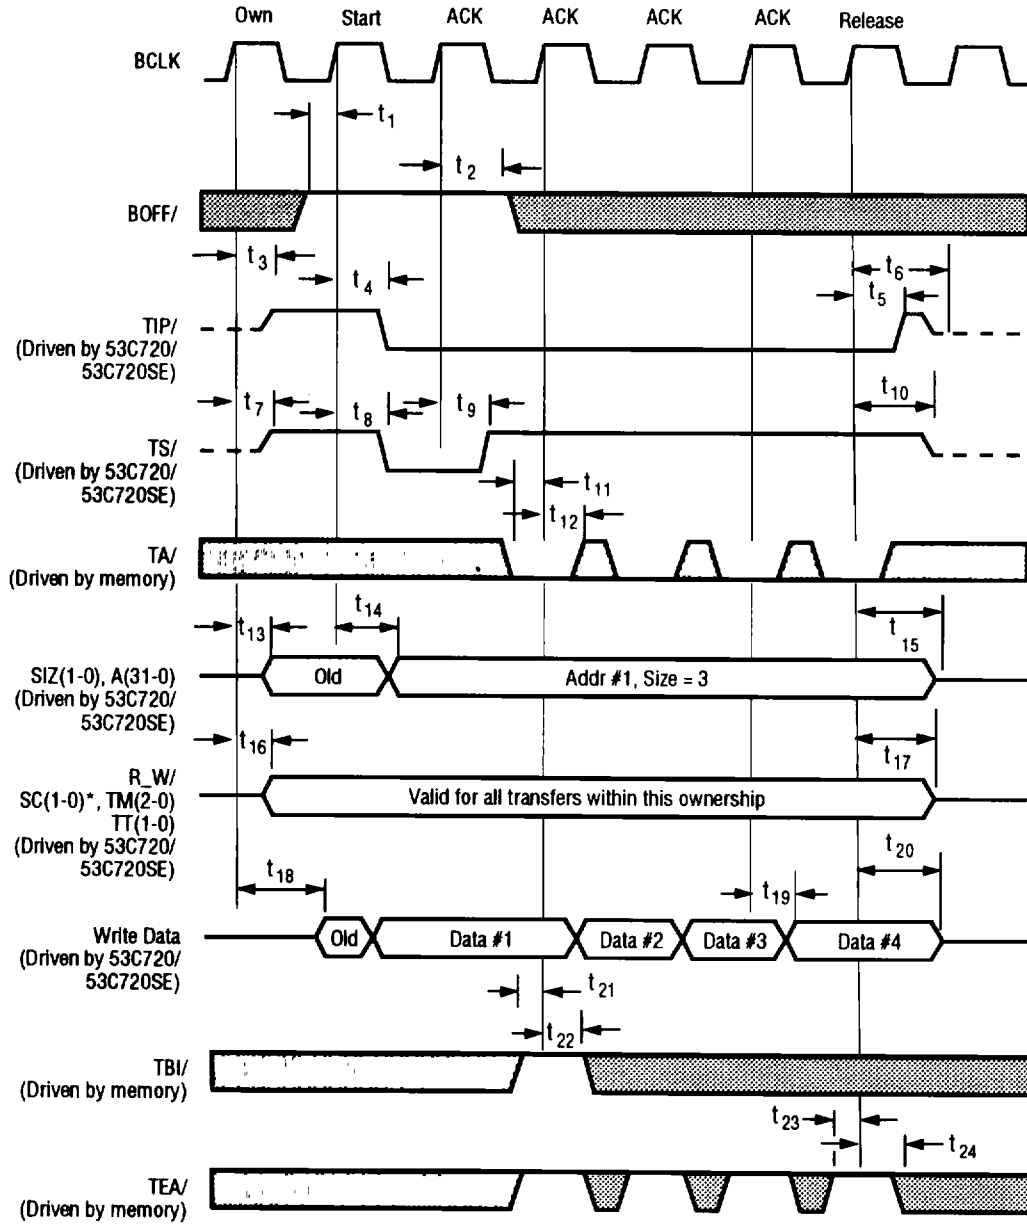 Own Start ACK ACK ACK ACK Release
BCLK
t1
t2
BOFF/
t3
t4
t6
t5
TIP/
(Driven by 53C720/
53C720SE)
t7
t8
t9
t10
TS/
(Driven by 53C720/
53C720SE)
t11
t12
TA/
(Driven by memory)
t13
t14
t15
SIZ(1-0), A(31-0)
(Driven by 53C720/
53C720SE)
Old
Addr #1, Size = 3
t16
t17
R_W/
SC(1-0)*, TM(2-0)
TT(1-0)
(Driven by 53C720/
53C720SE)
Valid for all transfers within this ownership
t18
t19
t20
Write Data
(Driven by 53C720/
53C720SE)
Old Data #1 Data #2 Data #3 Data #4
t21
t22
TBI/
(Driven by memory)
t23
t24
TEA/
(Driven by memory)